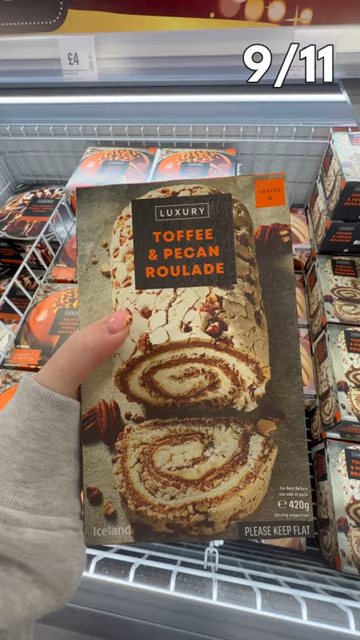 £4
9/11
LUXURY
TOFFEE
& PECAN
ROULADE
SERVES
6
For Best Before
see side of pack
℮ 420g
Serving suggestion
Iceland
PLEASE KEEP FLAT